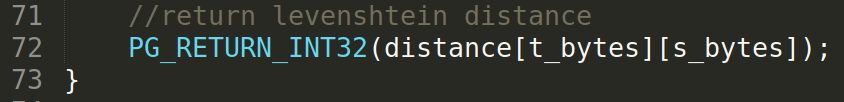 71 //return levenshtein distance
72 PG_RETURN_INT32(distance[t_bytes][s_bytes]);
73 }